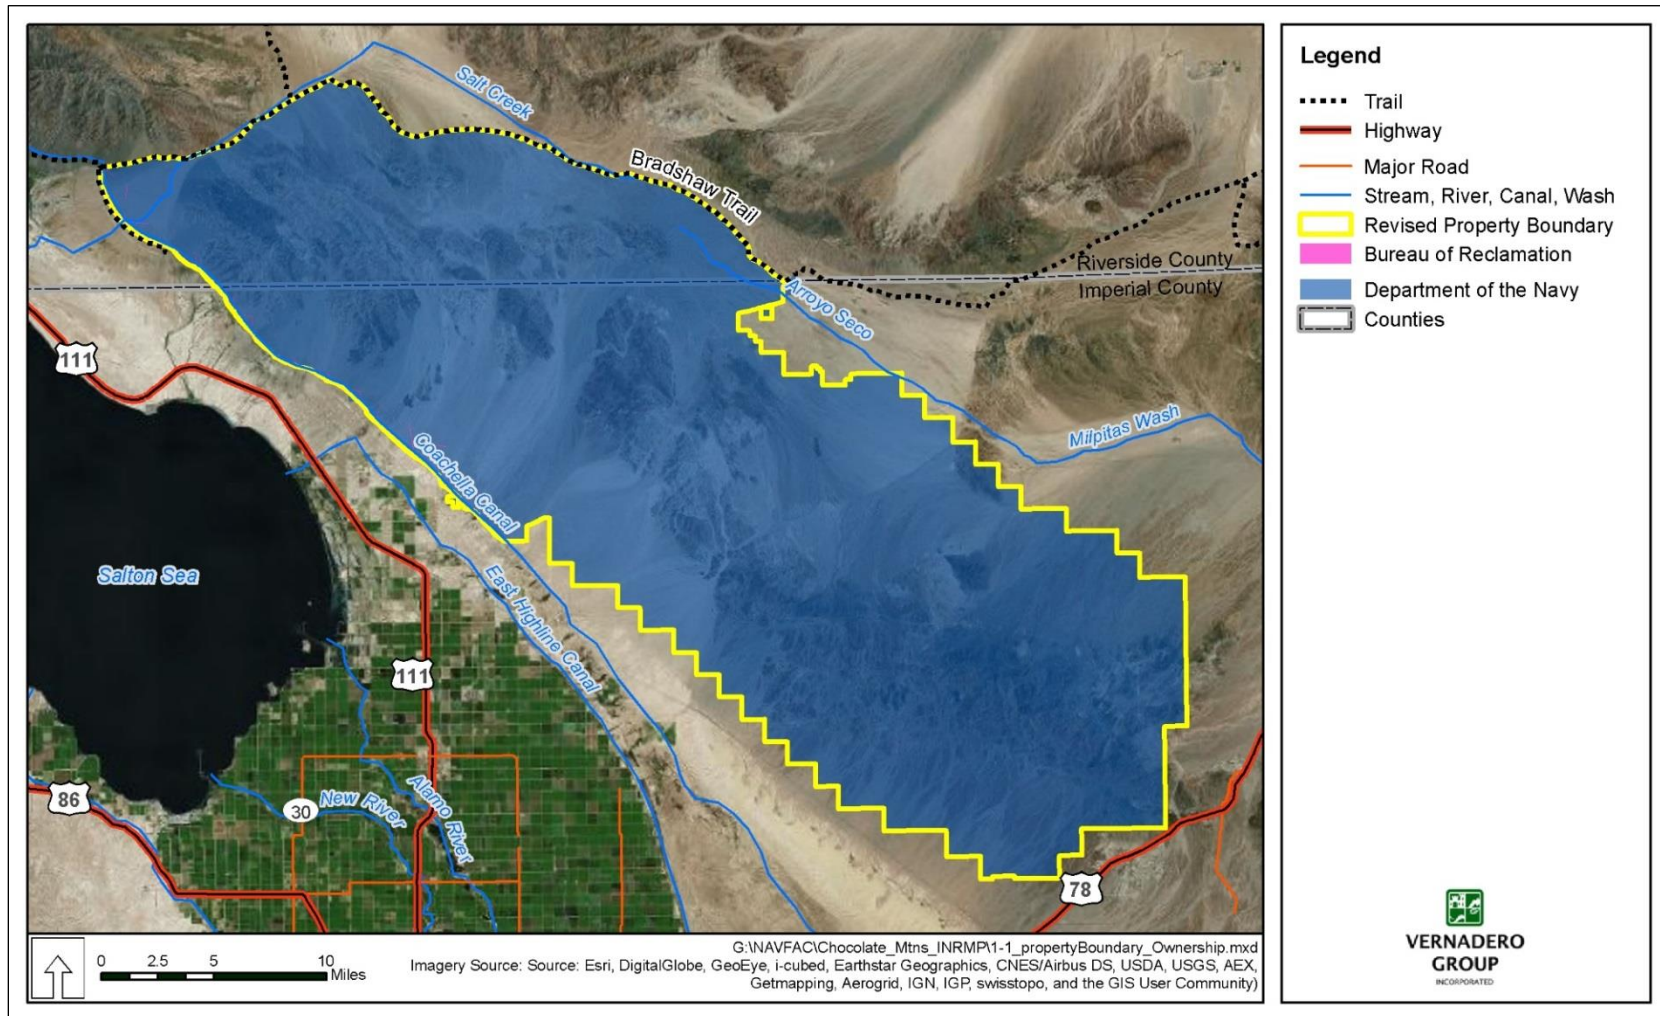 Salt Creek
Bradshaw Trail
Riverside County
Imperial County
Arroyo Seco
111
Milpitas Wash
Coachella Canal
Salton Sea
East Highline Canal
111
86
30
New River
Alamo River
78
0 2.5 5 10
Miles
G:\NAVFAC\Chocolate_Mtns_INRMP\1-1_propertyBoundary_Ownership.mxd
Imagery Source: Source: Esri, DigitalGlobe, GeoEye, i-cubed, Earthstar Geographics, CNES/Airbus DS, USDA, USGS, AEX,
Getmapping, Aerogrid, IGN, IGP, swisstopo, and the GIS User Community)
Legend
Trail
Highway
Major Road
Stream, River, Canal, Wash
Revised Property Boundary
Bureau of Reclamation
Department of the Navy
Counties
VERNADERO
GROUP
INCORPORATED